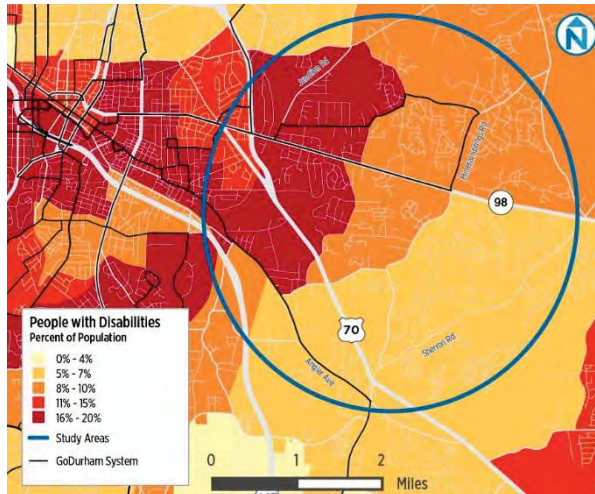 N
Junction Rd
Mineral Springs Rd
98
70
Sherron Rd
Angier Ave
People with Disabilities
Percent of Population
0% - 4%
5% - 7%
8% - 10%
11% - 15%
16% - 20%
Study Areas
GoDurham System
0 1 2
Miles